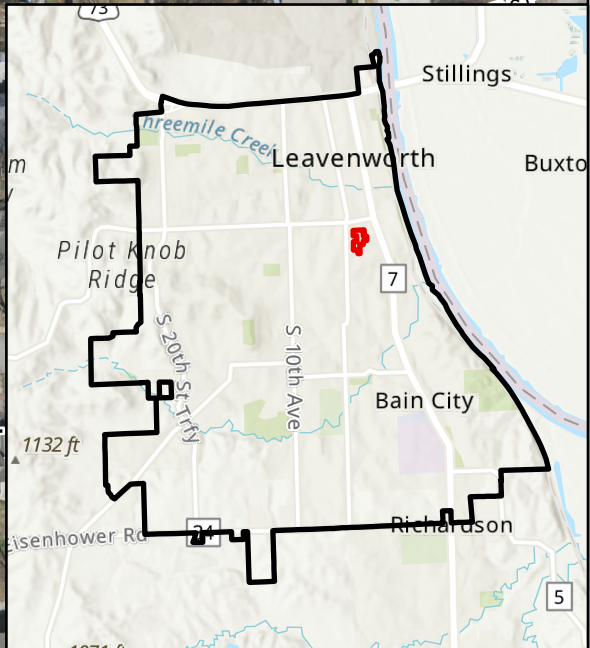 73
Stillings
Threemile Creek
Leavenworth
m
Buxto
y
Pilot Knob
Ridge
7
S 20th St Trfy
S 10th Ave
Bain City
1132 ft
Richardson
34
Eisenhower Rd
5